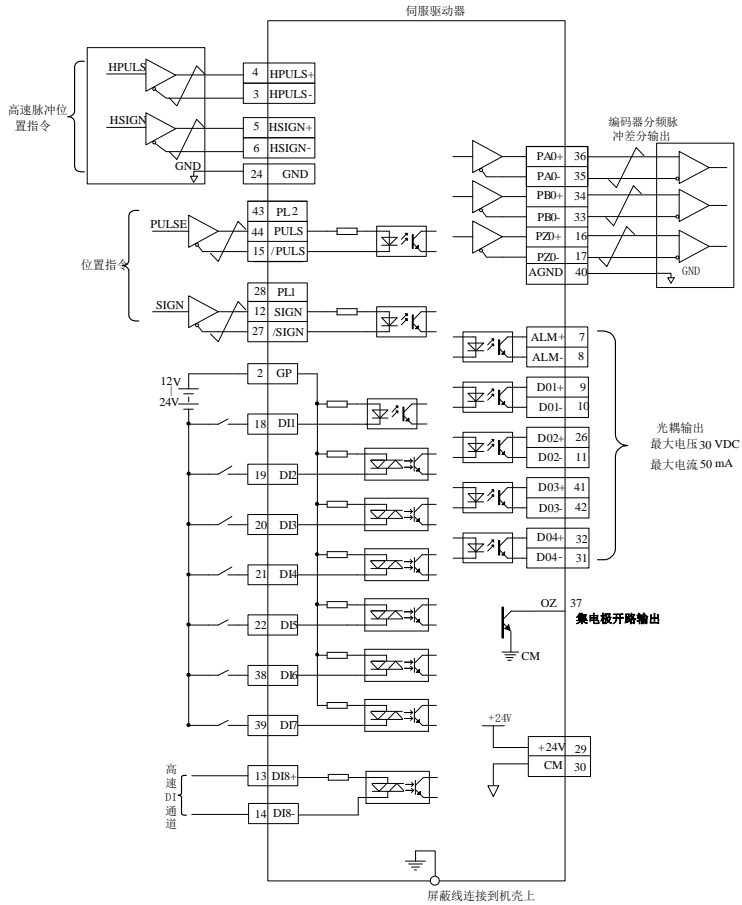 伺服驱动器
高速脉冲位
置指令
HPULS
HSIGN
GND
4 HPULS+
3 HPULS-
5 HSIGN+
6 HSIGN-
24 GND
位置指令
PULSE
SIGN
43 PL2
44 PULS
15 /PULS
28 PL1
12 SIGN
27 /SIGN
2 GP
12V
24V
18 DI1
19 DI2
20 DI3
21 DI4
22 DI5
38 DI6
39 DI7
高速DI通道
13 DI8+
14 DI8-
编码器分频脉
冲差分输出
PA0+ 36
PA0- 35
PB0+ 34
PB0- 33
PZ0+ 16
PZ0- 17
AGND 40
GND
ALM+ 7
ALM- 8
D01+ 9
D01- 10
D02+ 26
D02- 11
D03+ 41
D03- 42
D04+ 32
D04- 31
光耦输出
最大电压30 VDC
最大电流50 mA
OZ 37
集电极开路输出
CM
+24V
+24V 29
CM 30
屏蔽线连接到机壳上